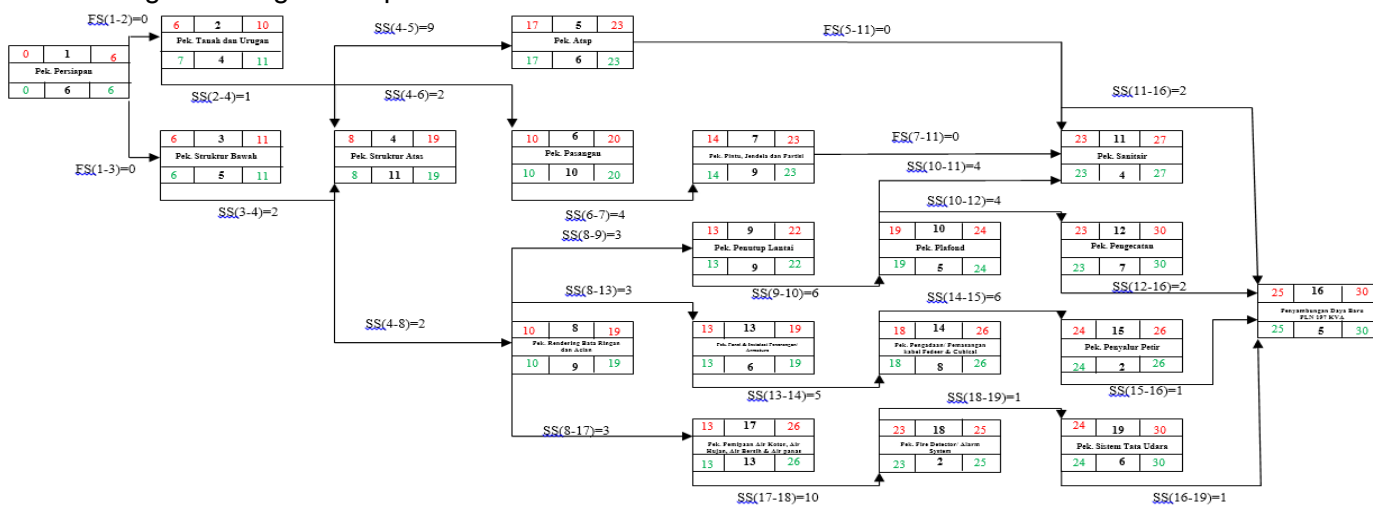 FS(1-2)=0
6 2 10
Pek. Tanah dan Urugan
7 4 11
SS(4-5)=9
17 5 23
Pek. Atap
17 6 23
FS(5-11)=0
0 1 6
Pek. Persiapan
0 6 6
SS(2-4)=1
SS(4-6)=2
SS(11-16)=2
FS(1-3)=0
6 3 11
Pek. Struktur Bawah
6 5 11
8 4 19
Pek. Struktur Atas
8 11 19
10 6 20
Pek. Pasangan
10 10 20
14 7 23
Pek. Pintu, Jendela dan Partisi
14 9 23
FS(7-11)=0
SS(10-11)=4
23 11 27
Pek. Sanitair
23 4 27
SS(3-4)=2
SS(6-7)=4
SS(8-9)=3
SS(10-12)=4
13 9 22
Pek. Penutup Lantai
13 9 22
19 10 24
Pek. Plafond
19 5 24
23 12 30
Pek. Pengecatan
23 7 30
SS(8-13)=3
SS(9-10)=6
SS(14-15)=6
SS(12-16)=2
25 16 30
Penyambungan Daya Baru
PLN 197 KVA
25 5 30
SS(4-8)=2
10 8 19
Pek. Rendering Bata Ringan
dan Acian
10 9 19
13 13 19
Pek. Panel & Instalasi Penerangan/
Armature
13 6 19
18 14 26
Pek. Pengadaan/ Pemasangan
kabel Feeder & Cubical
18 8 26
24 15 26
Pek. Penyalur Petir
24 2 26
SS(13-14)=5
SS(15-16)=1
SS(18-19)=1
SS(8-17)=3
13 17 26
Pek. Pemipaan Air Kotor, Air
Hujan, Air Bersih & Air panas
13 13 26
23 18 25
Pek. Fire Detector/ Alarm
System
23 2 25
24 19 30
Pek. Sistem Tata Udara
24 6 30
SS(17-18)=10
SS(16-19)=1